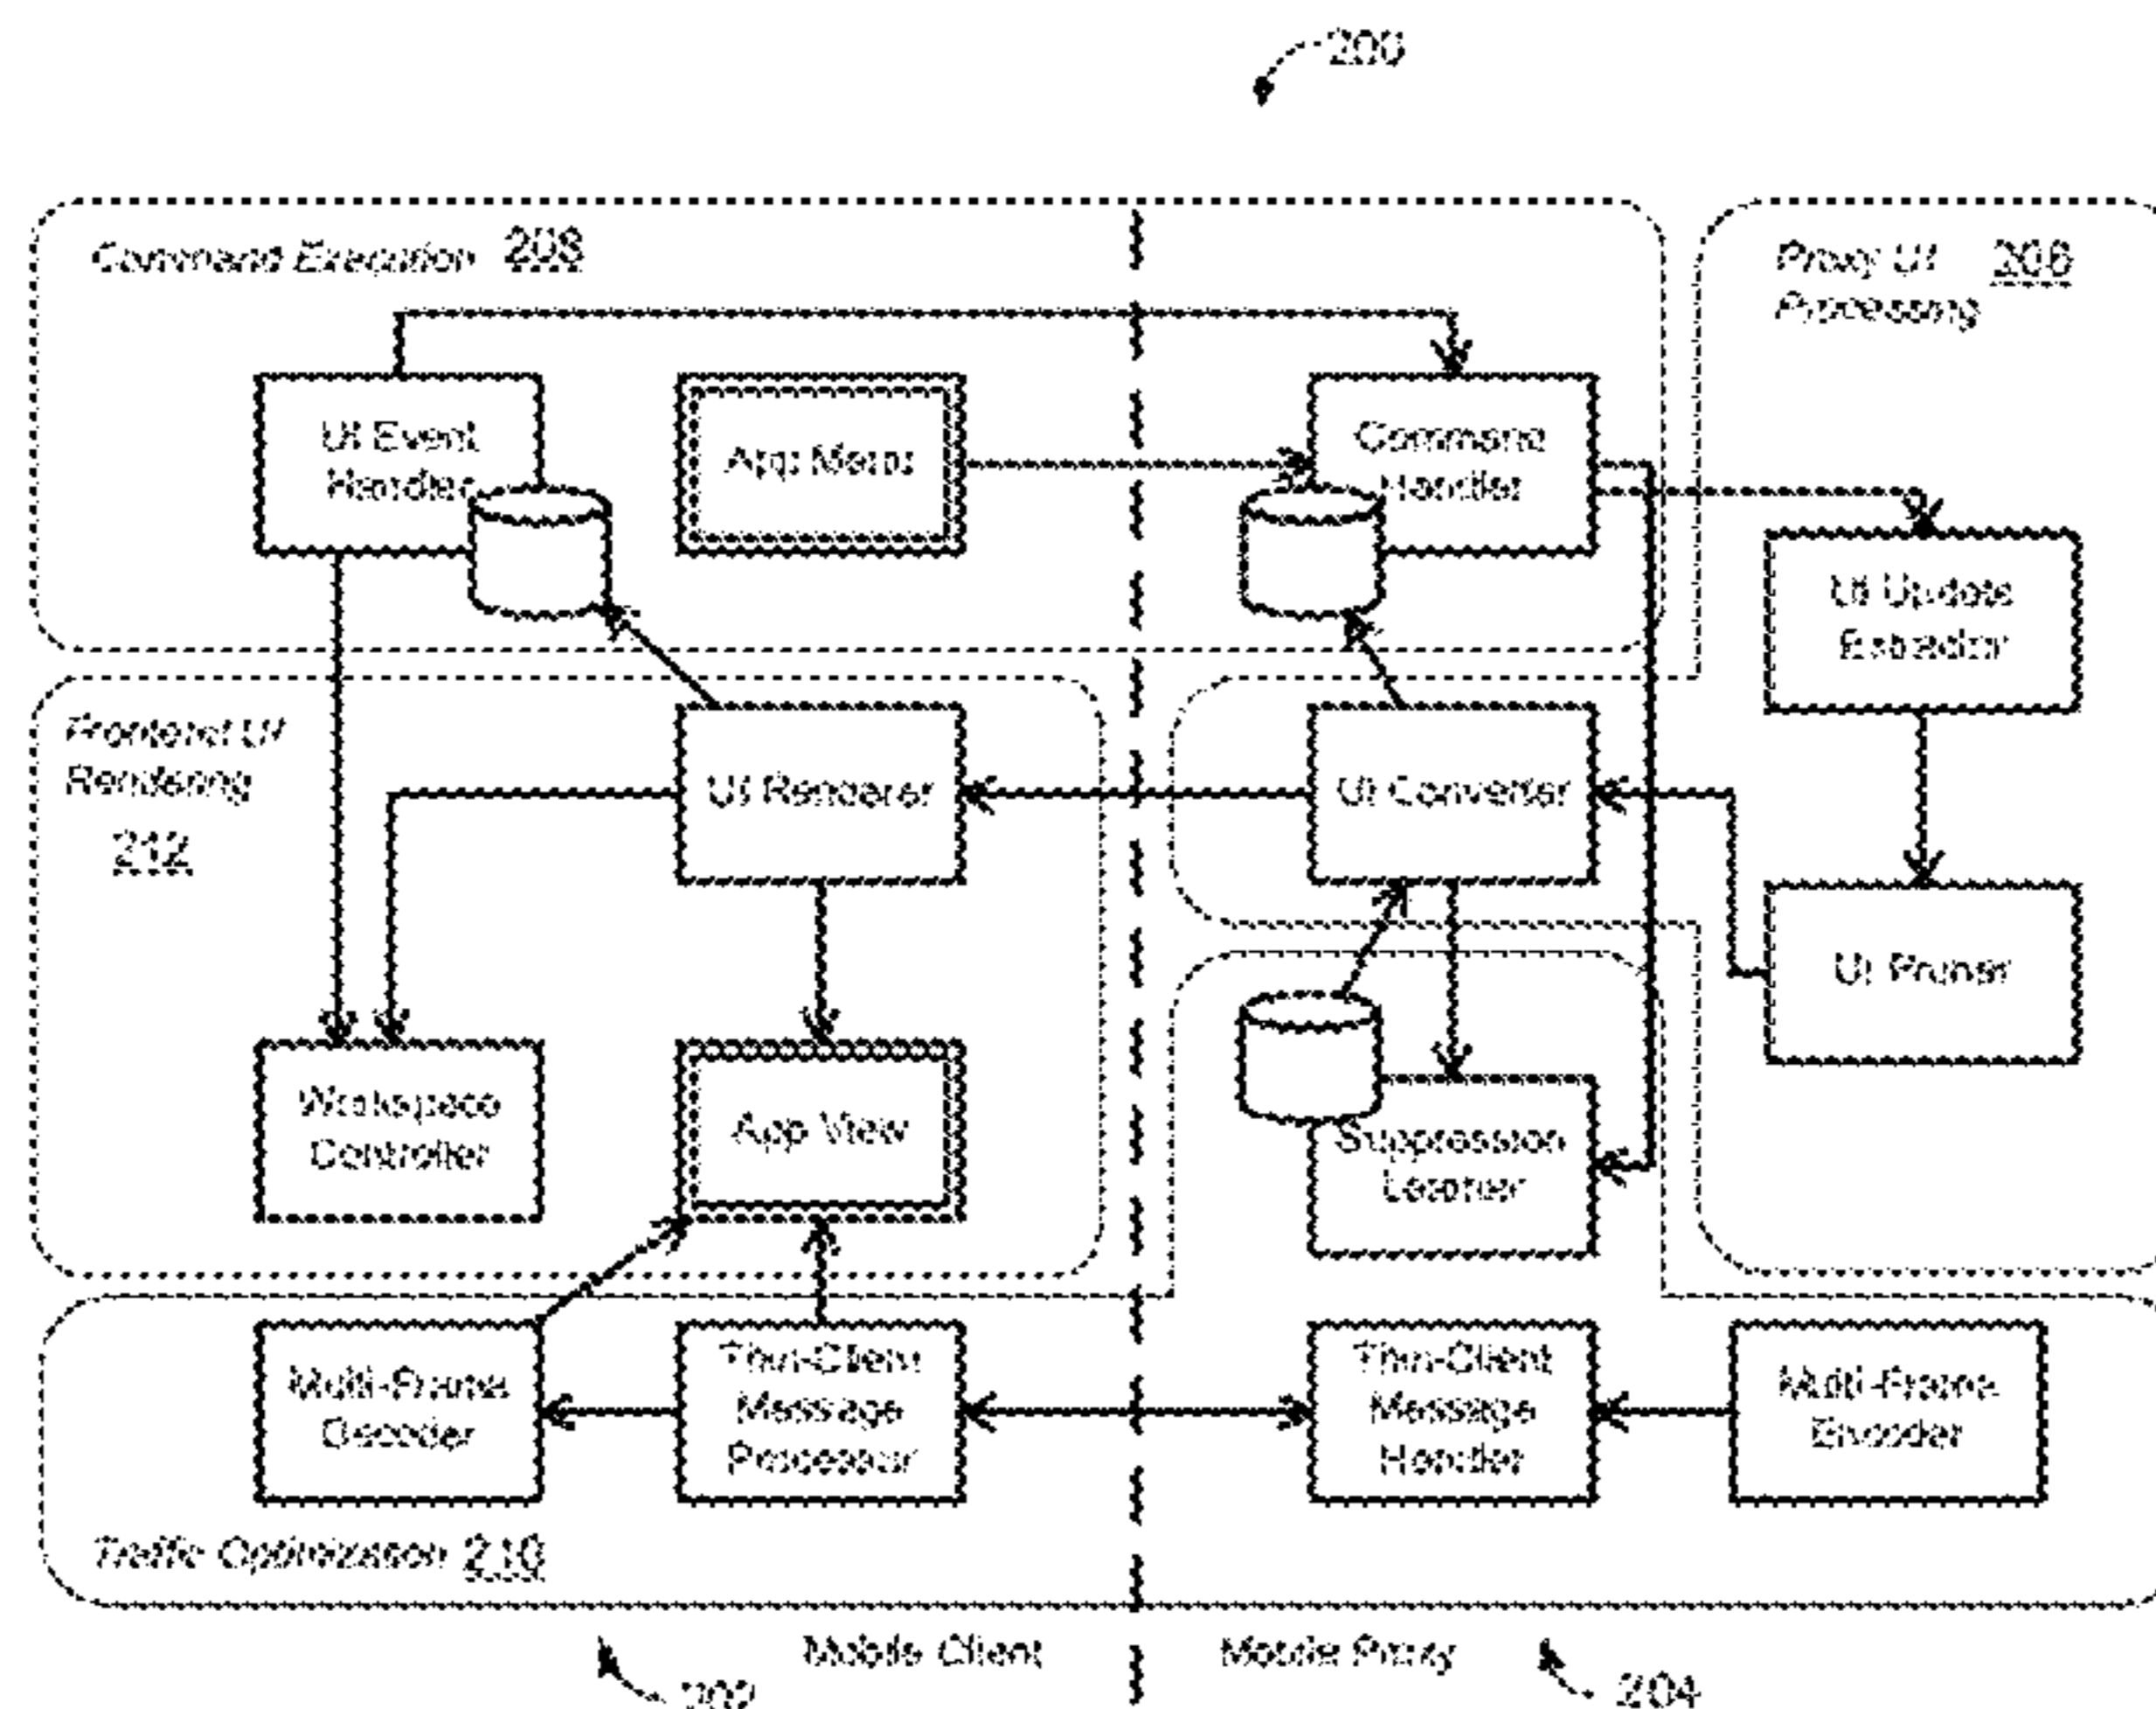 200
Command Execution 208
Proxy UI 206
Processing
UI Event
Handler
App Menu
Command
Handler
UI Update
Extractor
Frontend UI
Rendering
212
UI Renderer
UI Converter
UI Pruner
Workspace
Controller
App View
Suppression
Learner
Multi-Frame
Decoder
Thin-Client
Message
Processor
Thin-Client
Message
Handler
Multi-Frame
Encoder
Traffic Optimization 210
Mobile Client
Mobile Proxy
202
204